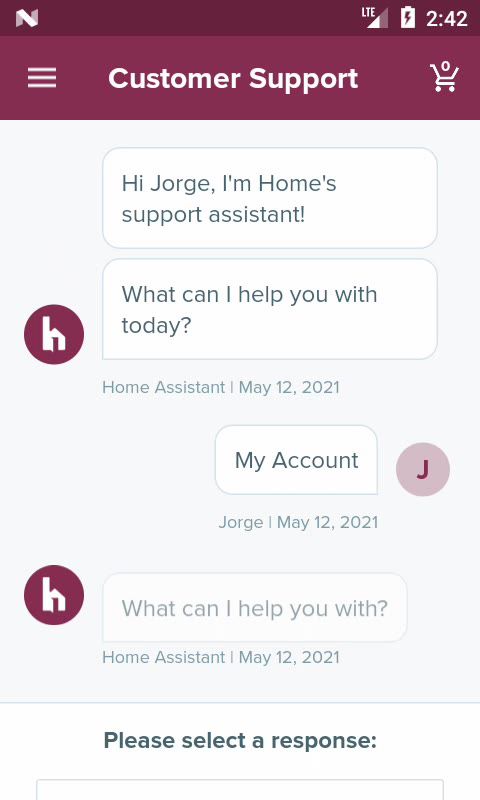 LTE 2:42
Customer Support
0
Hi Jorge, I'm Home's
support assistant!
What can I help you with
today?
h
Home Assistant | May 12, 2021
My Account
J
Jorge | May 12, 2021
h
What can I help you with?
Home Assistant | May 12, 2021
Please select a response: